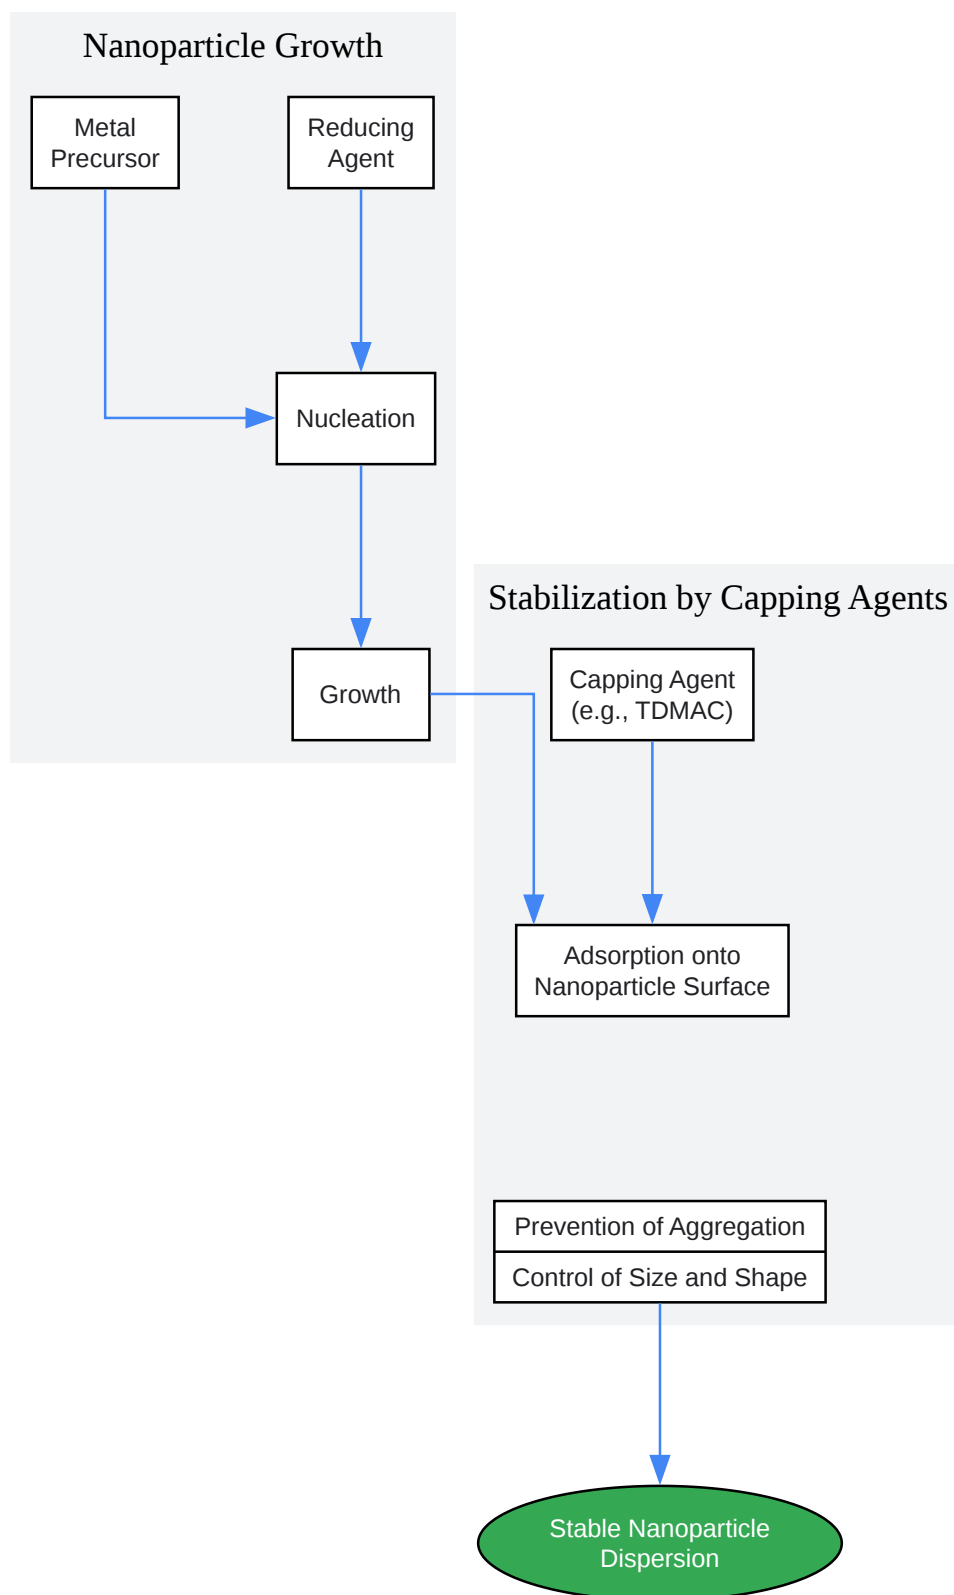 Nanoparticle Growth
Metal
Precursor
Reducing
Agent
Nucleation
Growth
Stabilization by Capping Agents
Capping Agent
(e.g., TDMAC)
Adsorption onto
Nanoparticle Surface
Prevention of Aggregation
Control of Size and Shape
Stable Nanoparticle
Dispersion